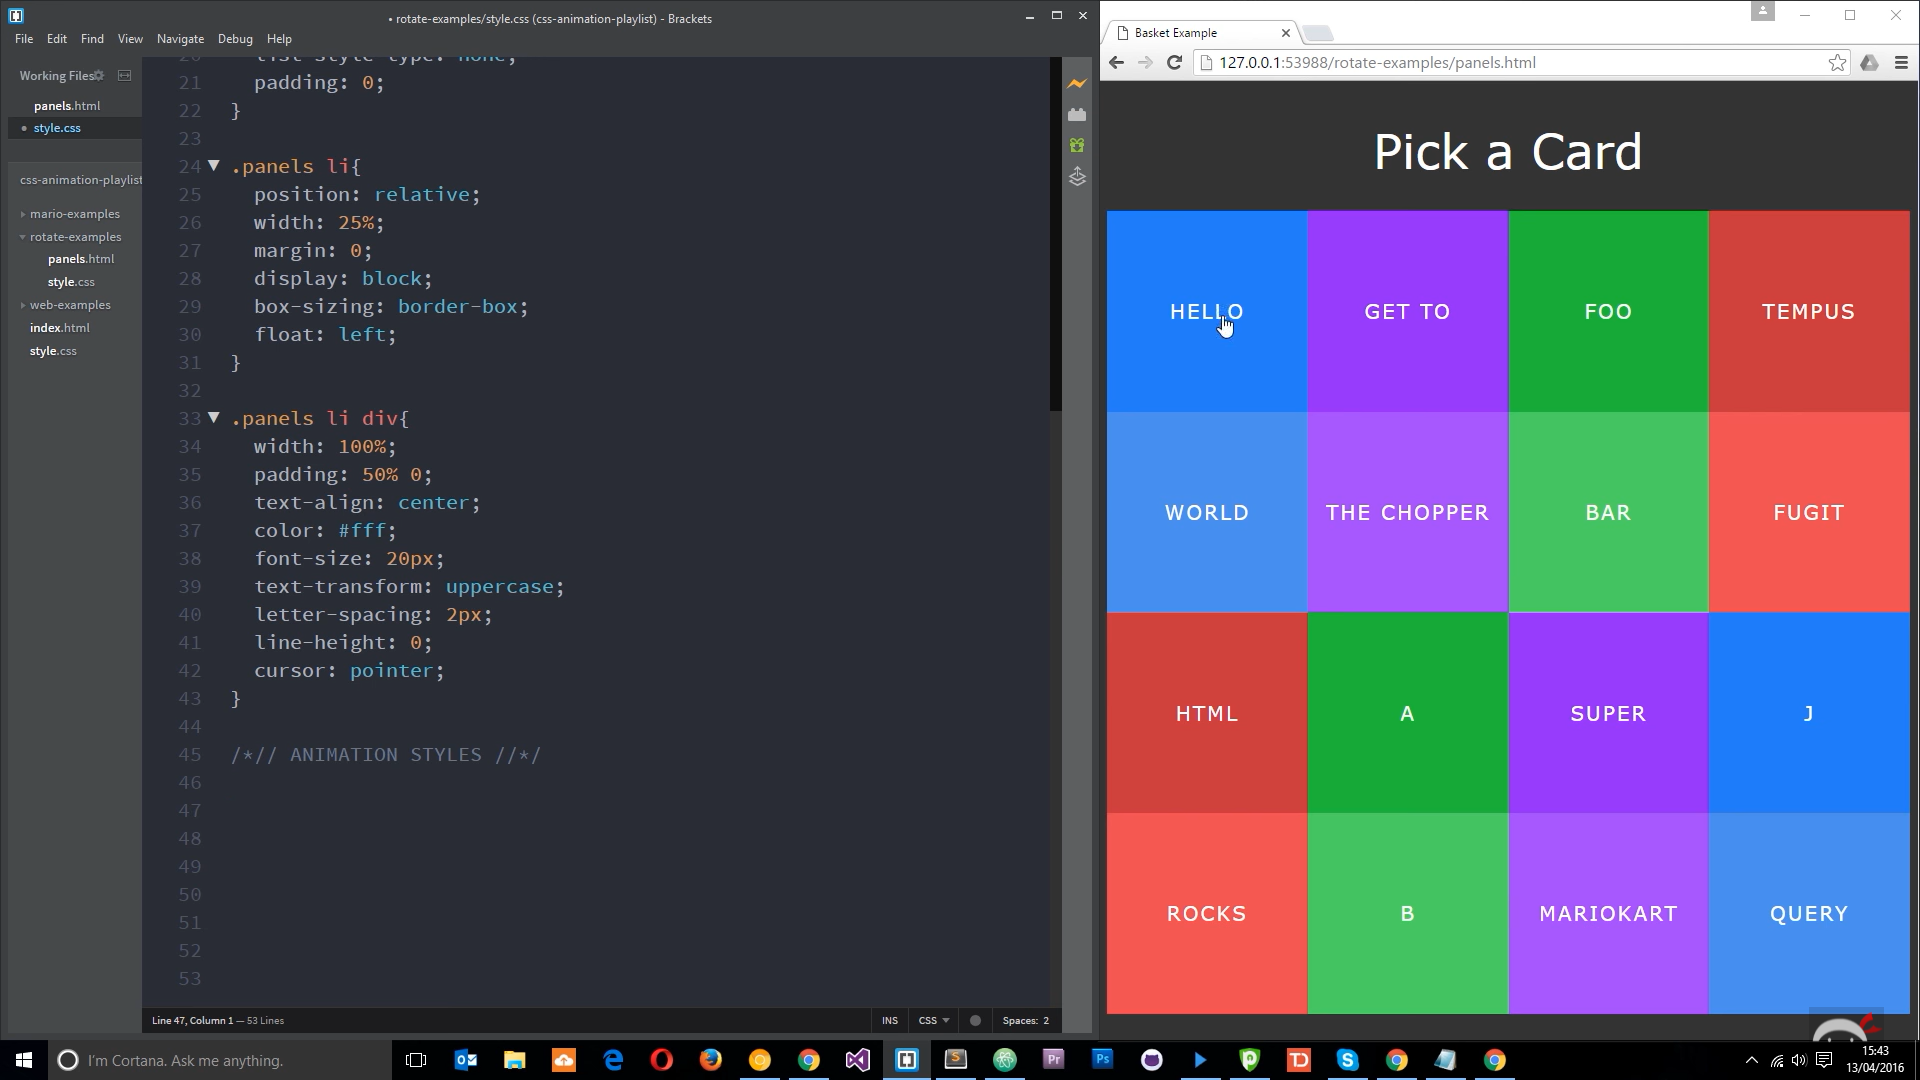 • rotate-examples/style.css (css-animation-playlist) - Brackets
File Edit Find View Navigate Debug Help
Working Files
panels.html
style.css
css-animation-playlist
mario-examples
rotate-examples
panels.html
style.css
web-examples
index.html
style.css
20 list-style-type: none;
21 padding: 0;
22 }
23
24 .panels li{
25 position: relative;
26 width: 25%;
27 margin: 0;
28 display: block;
29 box-sizing: border-box;
30 float: left;
31 }
32
33 .panels li div{
34 width: 100%;
35 padding: 50% 0;
36 text-align: center;
37 color: #fff;
38 font-size: 20px;
39 text-transform: uppercase;
40 letter-spacing: 2px;
41 line-height: 0;
42 cursor: pointer;
43 }
44
45 /*// ANIMATION STYLES //*/
46
47
48
49
50
51
52
53
Line 47, Column 1 — 53 Lines
INS CSS Spaces: 2
Basket Example
127.0.0.1:53988/rotate-examples/panels.html
Pick a Card
HELLO GET TO FOO TEMPUS
WORLD THE CHOPPER BAR FUGIT
HTML A SUPER J
ROCKS B MARIOKART QUERY
I'm Cortana. Ask me anything.
Pr Ps TD
15:43
13/04/2016